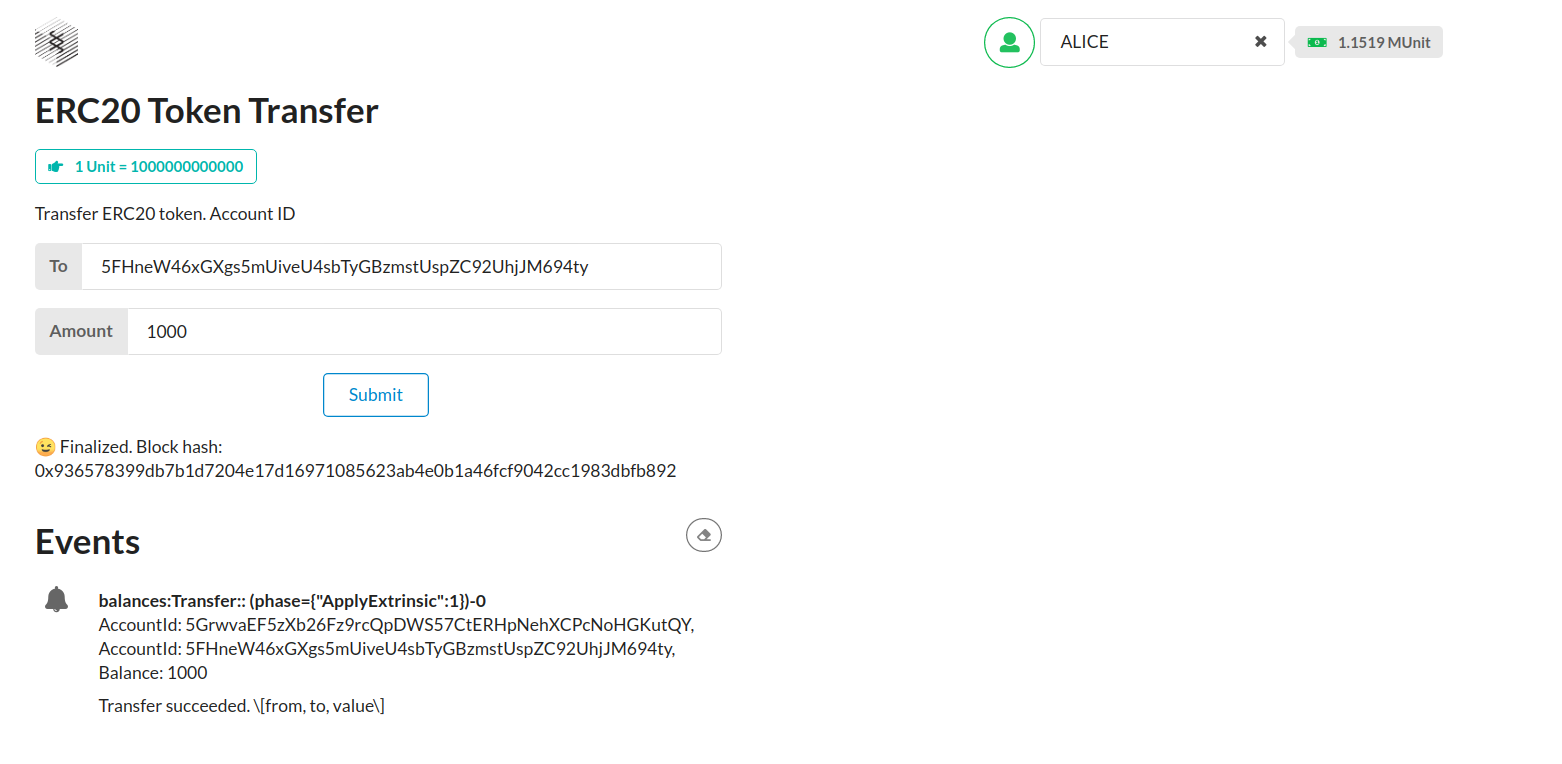 ALICE
1.1519 MUnit
ERC20 Token Transfer
1 Unit = 1000000000000
Transfer ERC20 token. Account ID
To 5FHneW46xGXgs5mUiveU4sbTyGBzmstUspZC92UhjJM694ty
Amount 1000
Submit
😉 Finalized. Block hash:
0x936578399db7b1d7204e17d16971085623ab4e0b1a46fcf9042cc1983dbfb892
Events
balances:Transfer:: (phase={"ApplyExtrinsic":1})-0
AccountId: 5GrwvaEF5zXb26Fz9rcQpDWS57CtERHpNehXCPcNoHGKutQY,
AccountId: 5FHneW46xGXgs5mUiveU4sbTyGBzmstUspZC92UhjJM694ty,
Balance: 1000
Transfer succeeded. \[from, to, value\]